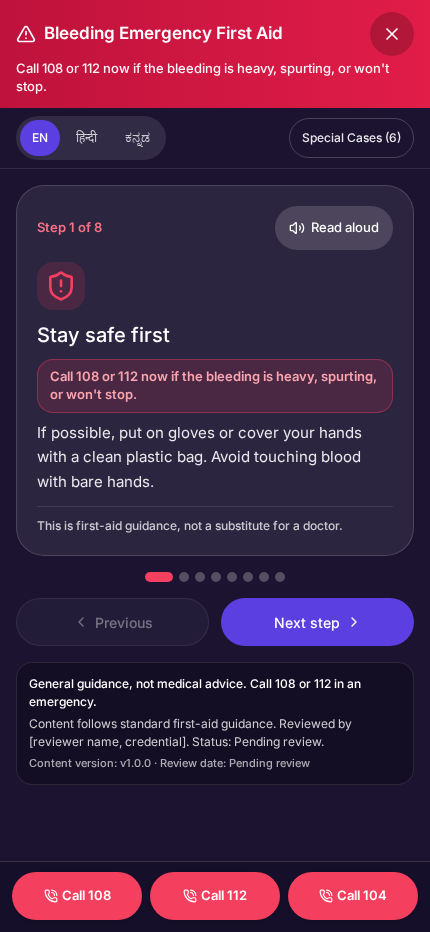 Bleeding Emergency First Aid
Call 108 or 112 now if the bleeding is heavy, spurting, or won't
stop.
EN
हिन्दी
ಕನ್ನಡ
Special Cases (6)
Step 1 of 8
Read aloud
Stay safe first
Call 108 or 112 now if the bleeding is heavy, spurting,
or won't stop.
If possible, put on gloves or cover your hands
with a clean plastic bag. Avoid touching blood
with bare hands.
This is first-aid guidance, not a substitute for a doctor.
Previous
Next step
General guidance, not medical advice. Call 108 or 112 in an
emergency.
Content follows standard first-aid guidance. Reviewed by
[reviewer name, credential]. Status: Pending review.
Content version: v1.0.0 · Review date: Pending review
Call 108
Call 112
Call 104